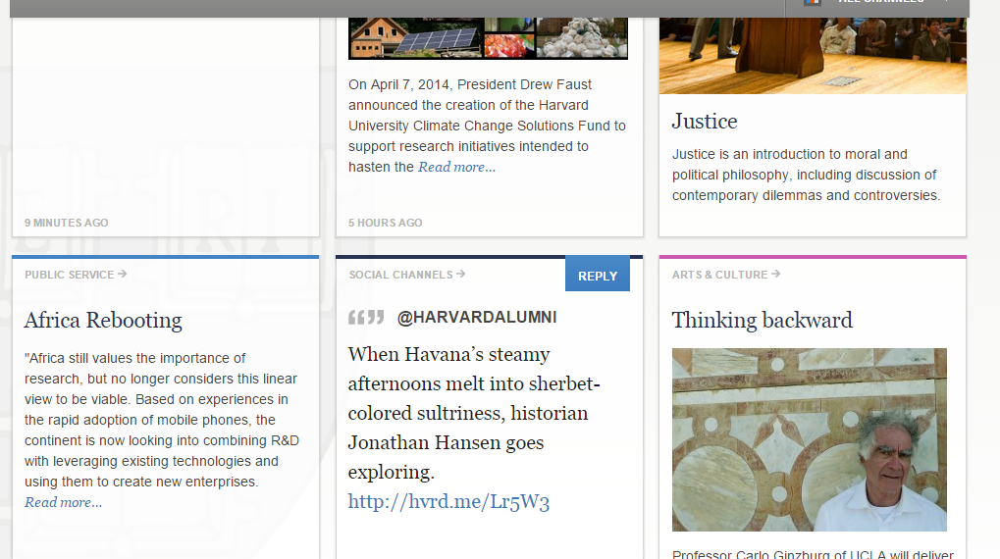 ALL CHANNELS
On April 7, 2014, President Drew Faust
announced the creation of the Harvard
University Climate Change Solutions Fund to
support research initiatives intended to
hasten the Read more...
9 MINUTES AGO
5 HOURS AGO
Justice
Justice is an introduction to moral and
political philosophy, including discussion of
contemporary dilemmas and controversies.
PUBLIC SERVICE →
Africa Rebooting
"Africa still values the importance of
research, but no longer considers this linear
view to be viable. Based on experiences in
the rapid adoption of mobile phones, the
continent is now looking into combining R&D
with leveraging existing technologies and
using them to create new enterprises.
Read more...
SOCIAL CHANNELS →
REPLY
@HARVARDALUMNI
When Havana’s steamy
afternoons melt into sherbet-
colored sultriness, historian
Jonathan Hansen goes
exploring.
http://hvrd.me/Lr5W3
ARTS & CULTURE →
Thinking backward
Professor Carlo Ginzburg of UCLA will deliver